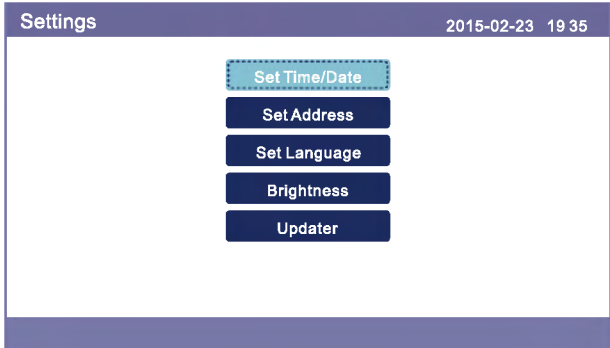 Settings 2015-02-23 19 35
Set Time/Date
Set Address
Set Language
Brightness
Updater